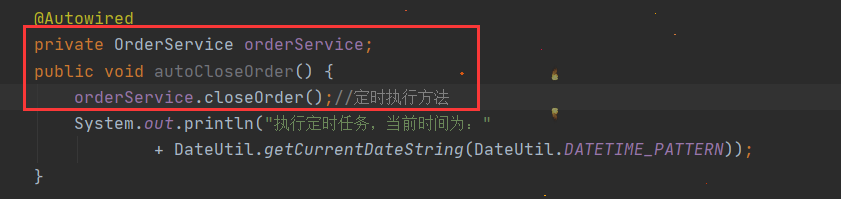 @Autowired
private OrderService orderService;
public void autoCloseOrder() {
orderService.closeOrder();//定时执行方法
System.out.println("执行定时任务，当前时间为："
+ DateUtil.getCurrentDateString(DateUtil.DATETIME_PATTERN));
}